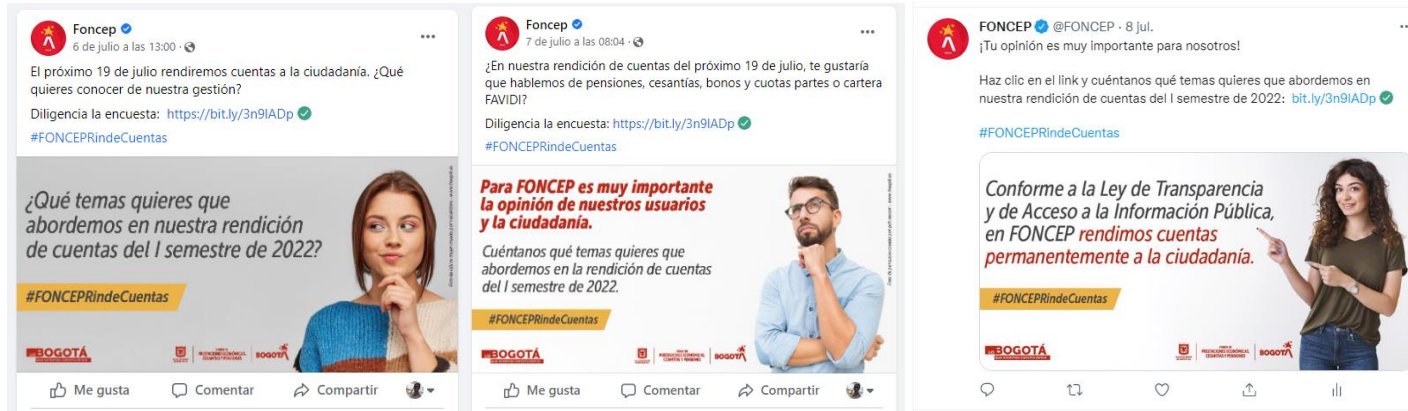 Foncep
6 de julio a las 13:00 ·
El próximo 19 de julio rendiremos cuentas a la ciudadanía. ¿Qué
quieres conocer de nuestra gestión?
Diligencia la encuesta: https://bit.ly/3n9lADp
#FONCEPRindeCuentas
¿Qué temas quieres que
abordemos en nuestra rendición
de cuentas del I semestre de 2022?
#FONCEPRindeCuentas
BOGOTÁ
BOGOTÁ
Me gusta
Comentar
Compartir
Foncep
7 de julio a las 08:04 ·
¿En nuestra rendición de cuentas del próximo 19 de julio, te gustaría
que hablemos de pensiones, cesantías, bonos y cuotas partes o cartera
FAVIDI?
Diligencia la encuesta: https://bit.ly/3n9lADp
#FONCEPRindeCuentas
Para FONCEP es muy importante
la opinión de nuestros usuarios
y la ciudadanía.
Cuéntanos qué temas quieres que
abordemos en la rendición de cuentas
del I semestre de 2022.
#FONCEPRindeCuentas
BOGOTÁ
BOGOTÁ
Me gusta
Comentar
Compartir
FONCEP @FONCEP · 8 jul.
¡Tu opinión es muy importante para nosotros!
Haz clic en el link y cuéntanos qué temas quieres que abordemos en
nuestra rendición de cuentas del I semestre de 2022: bit.ly/3n9lADp
#FONCEPRindeCuentas
Conforme a la Ley de Transparencia
y de Acceso a la Información Pública,
en FONCEP rendimos cuentas
permanentemente a la ciudadanía.
#FONCEPRindeCuentas
BOGOTÁ
BOGOTÁ